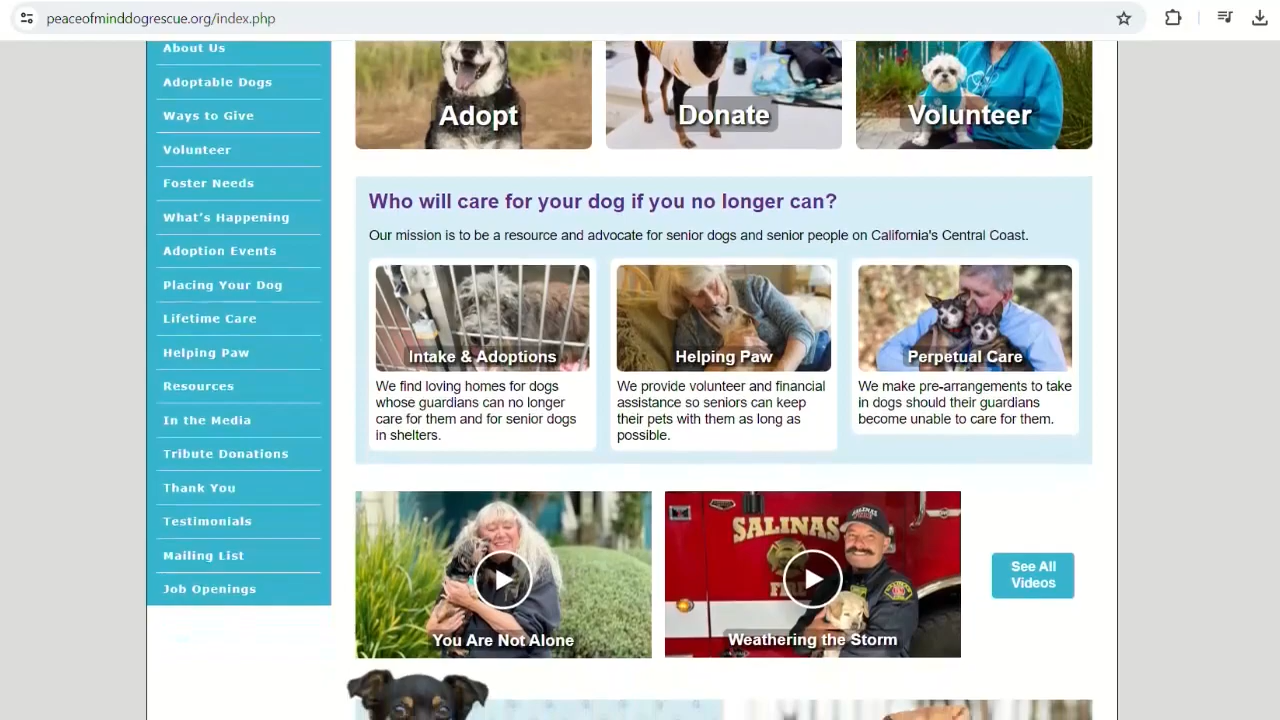 peaceofminddogrescue.org/index.php
About Us
Adoptable Dogs
Ways to Give
Volunteer
Foster Needs
What's Happening
Adoption Events
Placing Your Dog
Lifetime Care
Helping Paw
Resources
In the Media
Tribute Donations
Thank You
Testimonials
Mailing List
Job Openings
Adopt
Donate
Volunteer
Who will care for your dog if you no longer can?
Our mission is to be a resource and advocate for senior dogs and senior people on California's Central Coast.
Intake & Adoptions
We find loving homes for dogs
whose guardians can no longer
care for them and for senior dogs
in shelters.
Helping Paw
We provide volunteer and financial
assistance so seniors can keep
their pets with them as long as
possible.
Perpetual Care
We make pre-arrangements to take
in dogs should their guardians
become unable to care for them.
You Are Not Alone
SALINAS
FIRE
Weathering the Storm
See All
Videos